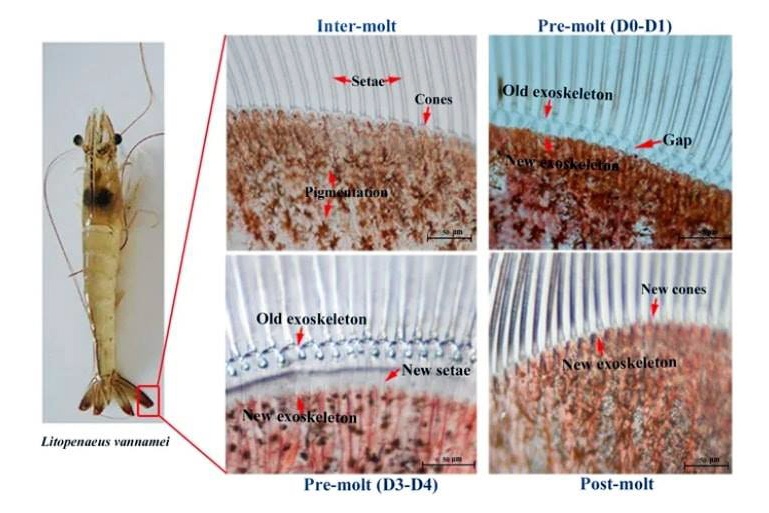 Inter-molt
Pre-molt (D0-D1)
Setae
Cones
Pigmentation
50 µm
Old exoskeleton
Gap
New exoskeleton
Old exoskeleton
New setae
New exoskeleton
50 µm
New cones
New exoskeleton
50 µm
Litopenaeus vannamei
Pre-molt (D3-D4)
Post-molt